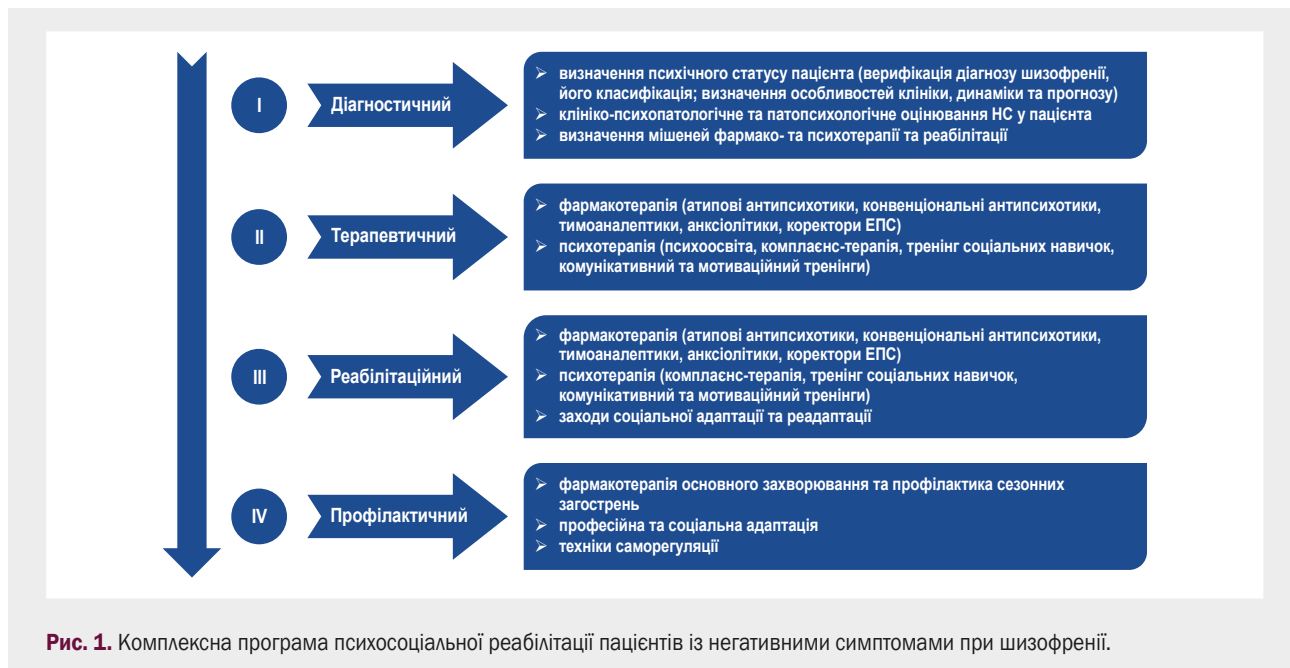 I
Діагностичний
➢ визначення психічного статусу пацієнта (верифікація діагнозу шизофренії,
його класифікація; визначення особливостей клініки, динаміки та прогнозу)
➢ клініко-психопатологічне та патопсихологічне оцінювання НС у пацієнта
➢ визначення мішеней фармако- та психотерапії та реабілітації
II
Терапевтичний
➢ фармакотерапія (атипові антипсихотики, конвенціональні антипсихотики,
тимоаналептики, анксіолітики, коректори ЕПС)
➢ психотерапія (психоосвіта, комплаєнс-терапія, тренінг соціальних навичок,
комунікативний та мотиваційний тренінги)
III
Реабілітаційний
➢ фармакотерапія (атипові антипсихотики, конвенціональні антипсихотики,
тимоаналептики, анксіолітики, коректори ЕПС)
➢ психотерапія (комплаєнс-терапія, тренінг соціальних навичок,
комунікативний та мотиваційний тренінги)
➢ заходи соціальної адаптації та реадаптації
IV
Профілактичний
➢ фармакотерапія основного захворювання та профілактика сезонних
загострень
➢ професійна та соціальна адаптація
➢ техніки саморегуляції
Рис. 1. Комплексна програма психосоціальної реабілітації пацієнтів із негативними симптомами при шизофренії.